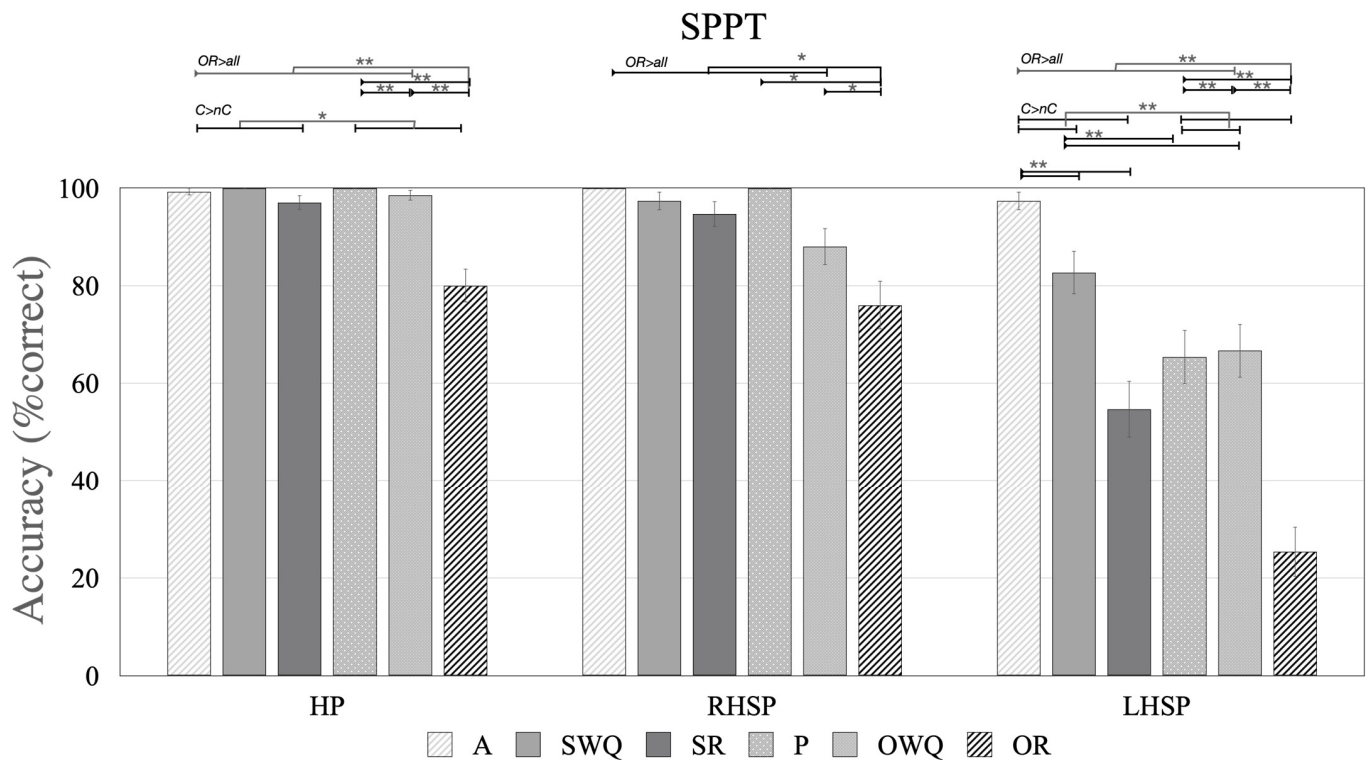 SPPT
OR>all ** OR>all * OR>all **
** * **
** ** * ** **
C>nC * C>nC **
**
**
100
80
60
40
20
0
Accuracy (%correct)
HP RHSP LHSP
A SWQ SR P OWQ OR